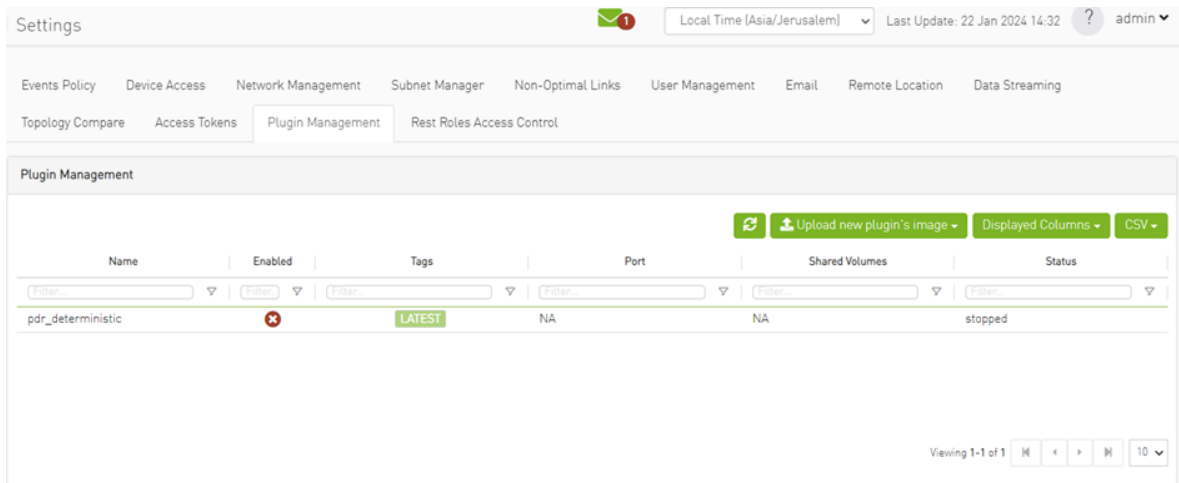 Settings
1
Local Time (Asia/Jerusalem)
Last Update: 22 Jan 2024 14:32
?
admin
Events Policy Device Access Network Management Subnet Manager Non-Optimal Links User Management Email Remote Location Data Streaming
Topology Compare Access Tokens Plugin Management Rest Roles Access Control
Plugin Management
Upload new plugin's image Displayed Columns CSV
Name Enabled Tags Port Shared Volumes Status
Filter... Filter... Filter... Filter... Filter... Filter...
pdr_deterministic LATEST NA NA stopped
Viewing 1-1 of 1 10